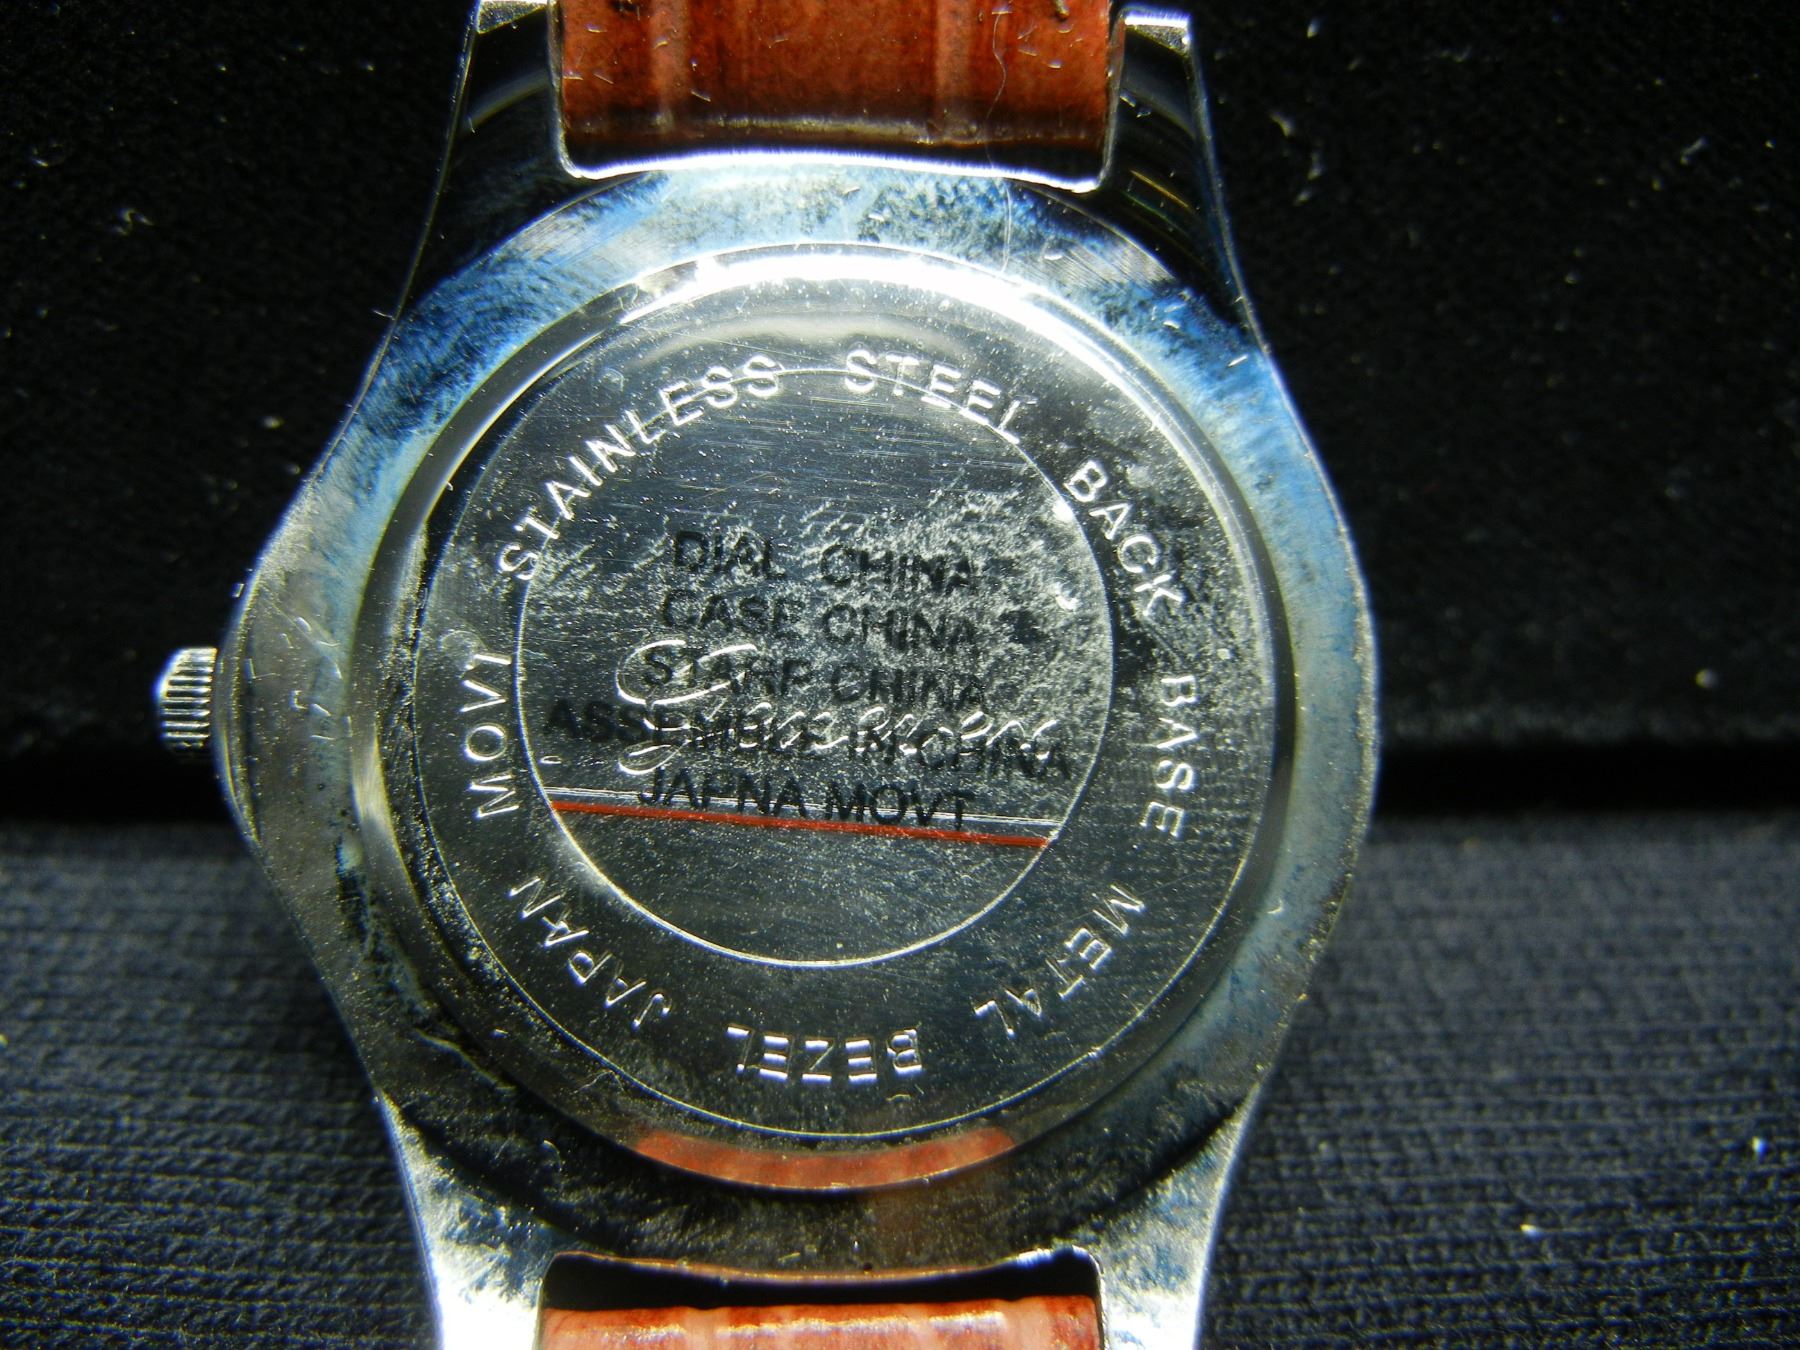 STAINLESS STEEL BACK BASE METAL BEZEL JAPAN MOVT
DIAL CHINA
CASE CHINA
STARP CHINA
ASSEMBLE IN CHINA
JAPNA MOVT